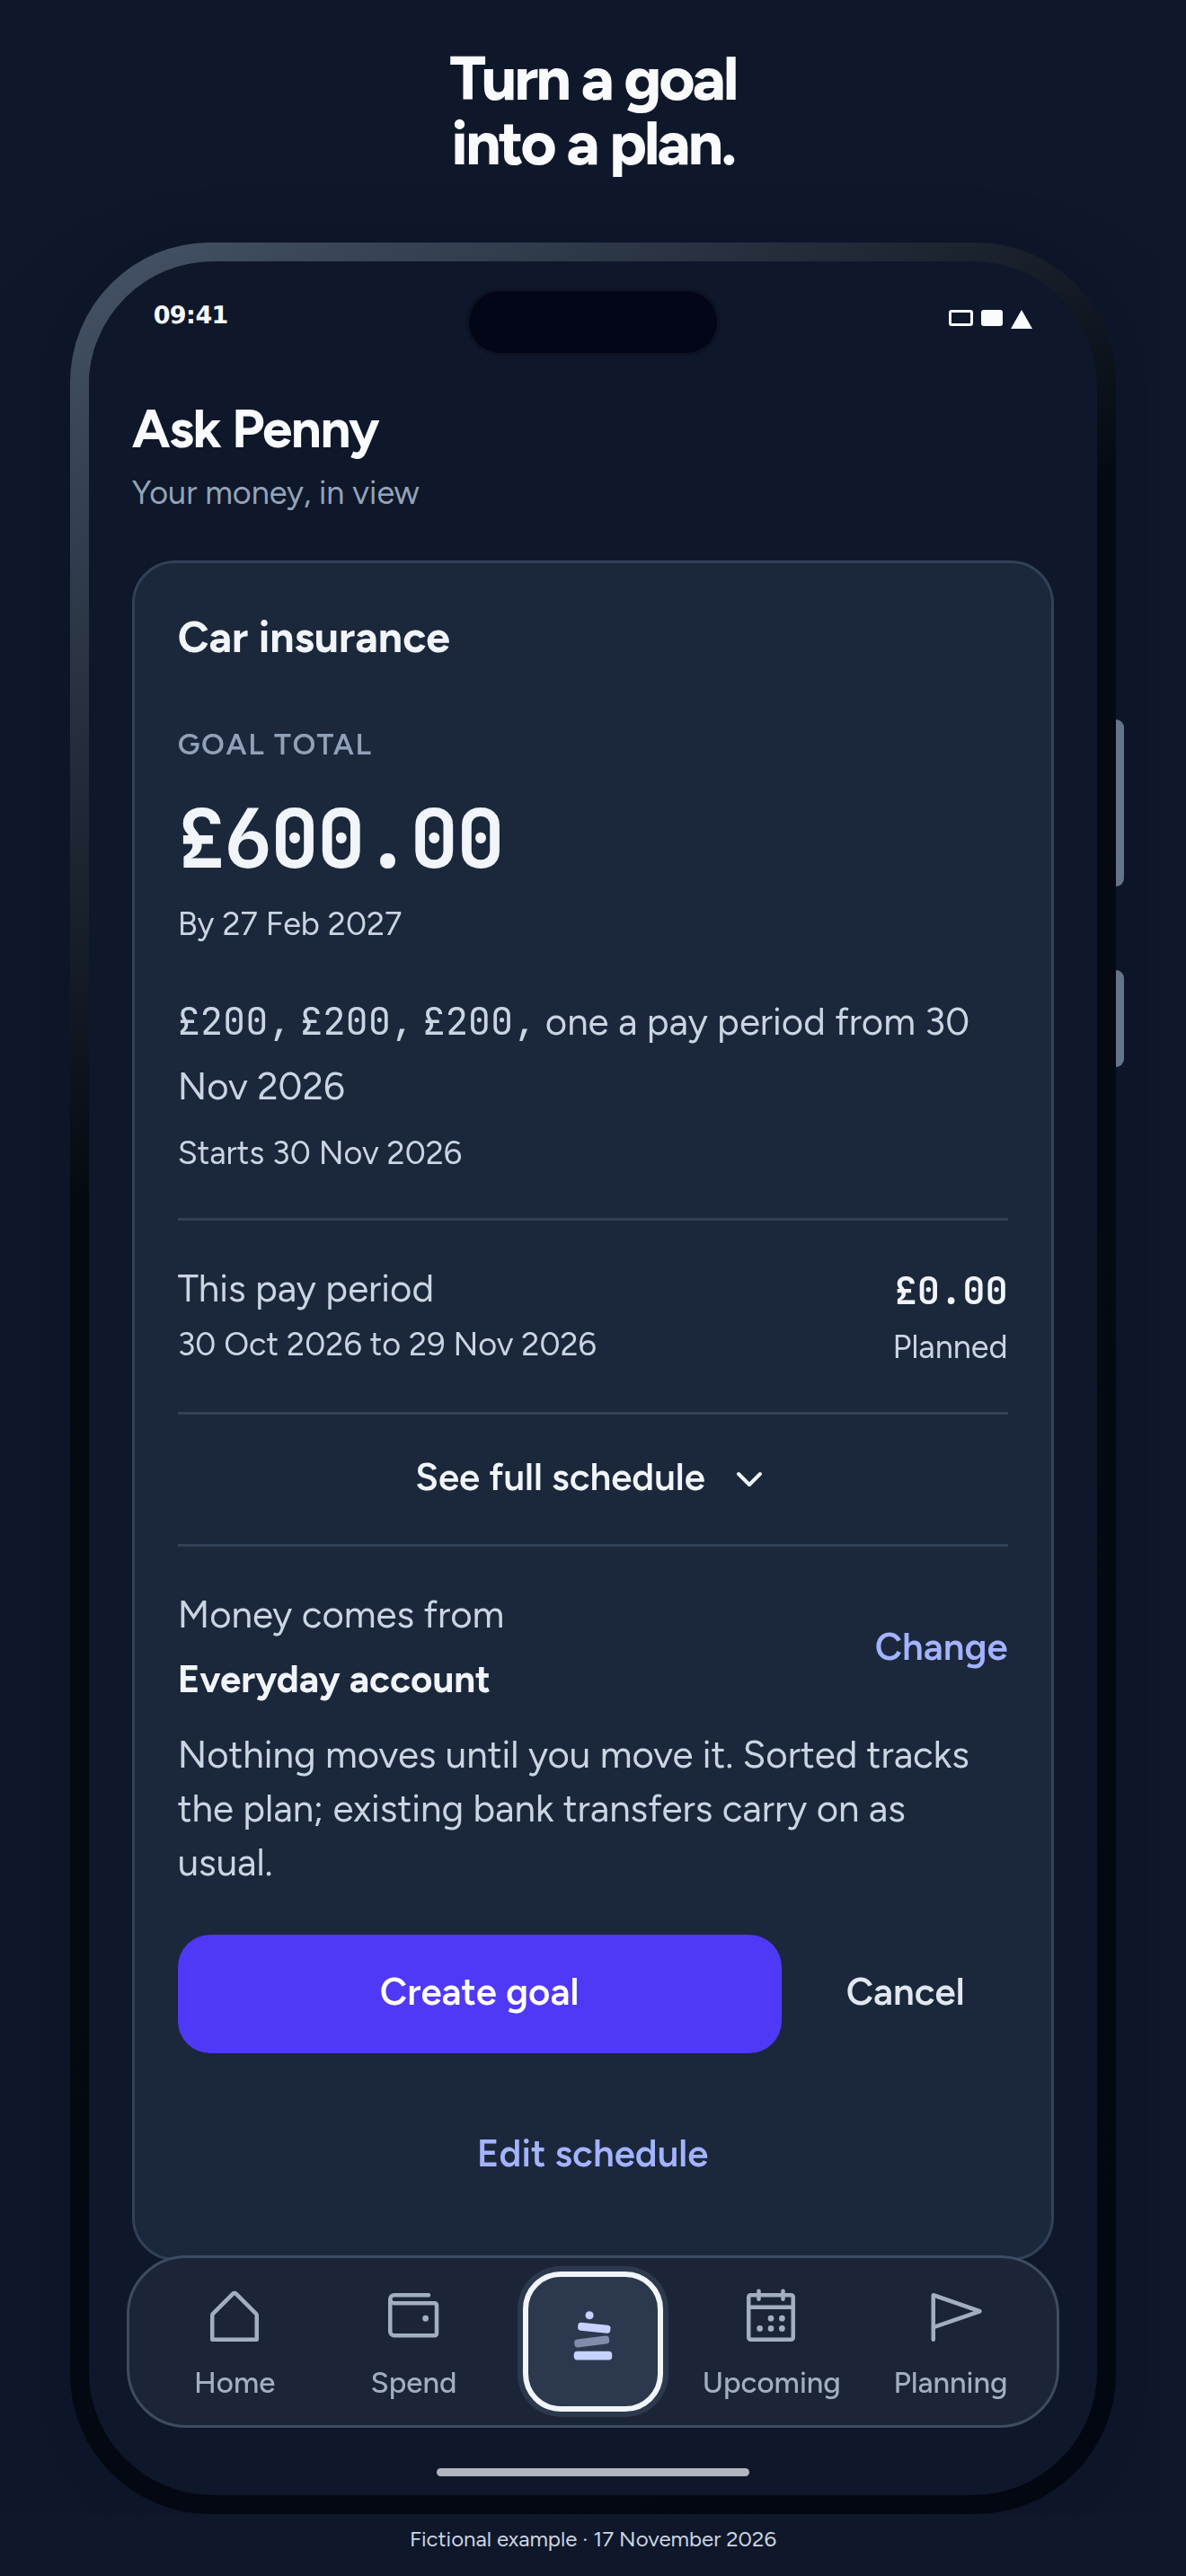 Turn a goal
into a plan.
09:41
Ask Penny
Your money, in view
Car insurance
GOAL TOTAL
£600.00
By 27 Feb 2027
£200, £200, £200, one a pay period from 30
Nov 2026
Starts 30 Nov 2026
This pay period
£0.00
30 Oct 2026 to 29 Nov 2026
Planned
See full schedule
Money comes from
Change
Everyday account
Nothing moves until you move it. Sorted tracks
the plan; existing bank transfers carry on as
usual.
Create goal
Cancel
Edit schedule
Home
Spend
Upcoming
Planning
Fictional example · 17 November 2026